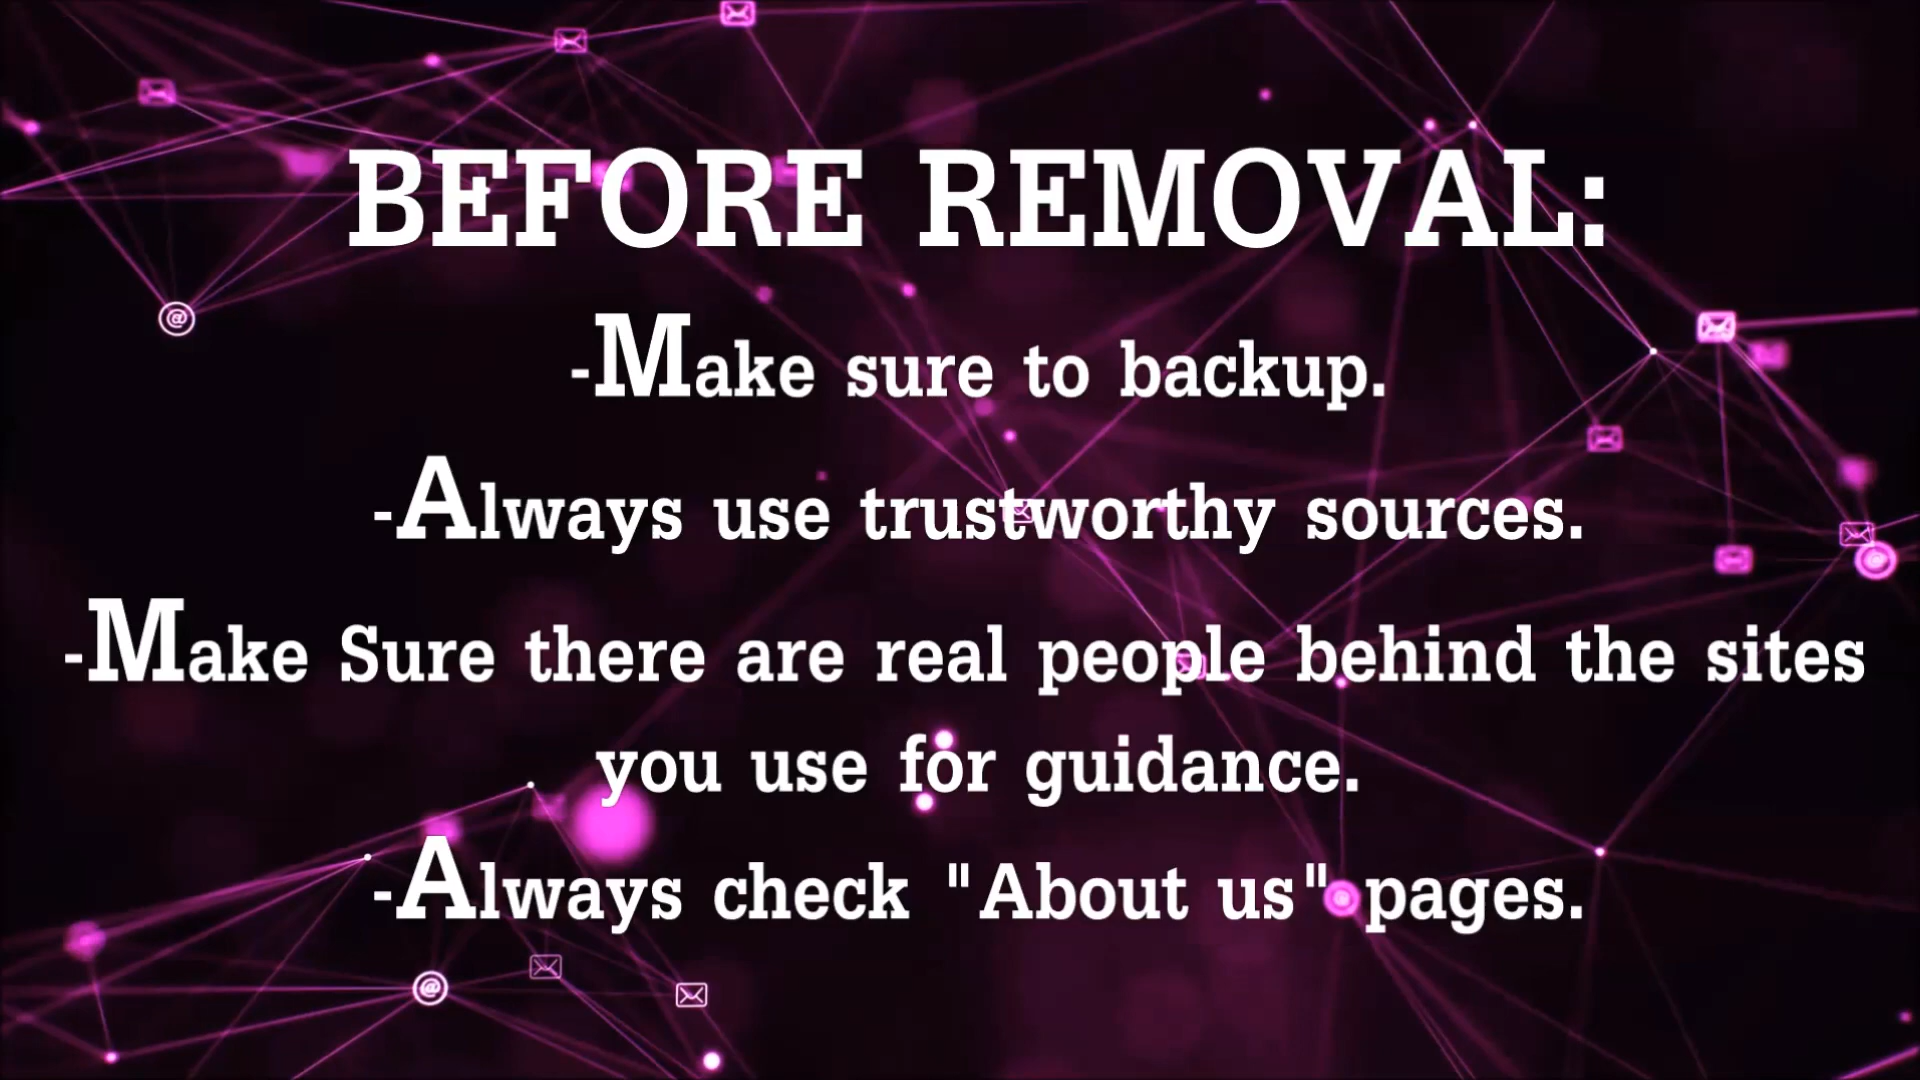 BEFORE REMOVAL:
-Make sure to backup.
-Always use trustworthy sources.
-Make Sure there are real people behind the sites
you use for guidance.
-Always check "About us" pages.